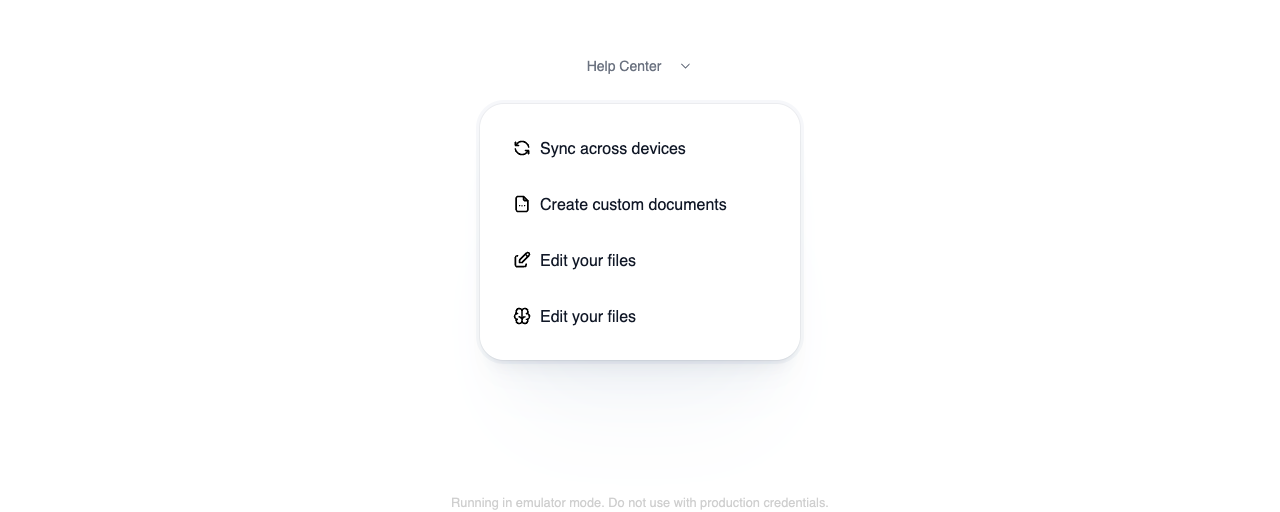 Help Center
Sync across devices
Create custom documents
Edit your files
Edit your files
Running in emulator mode. Do not use with production credentials.